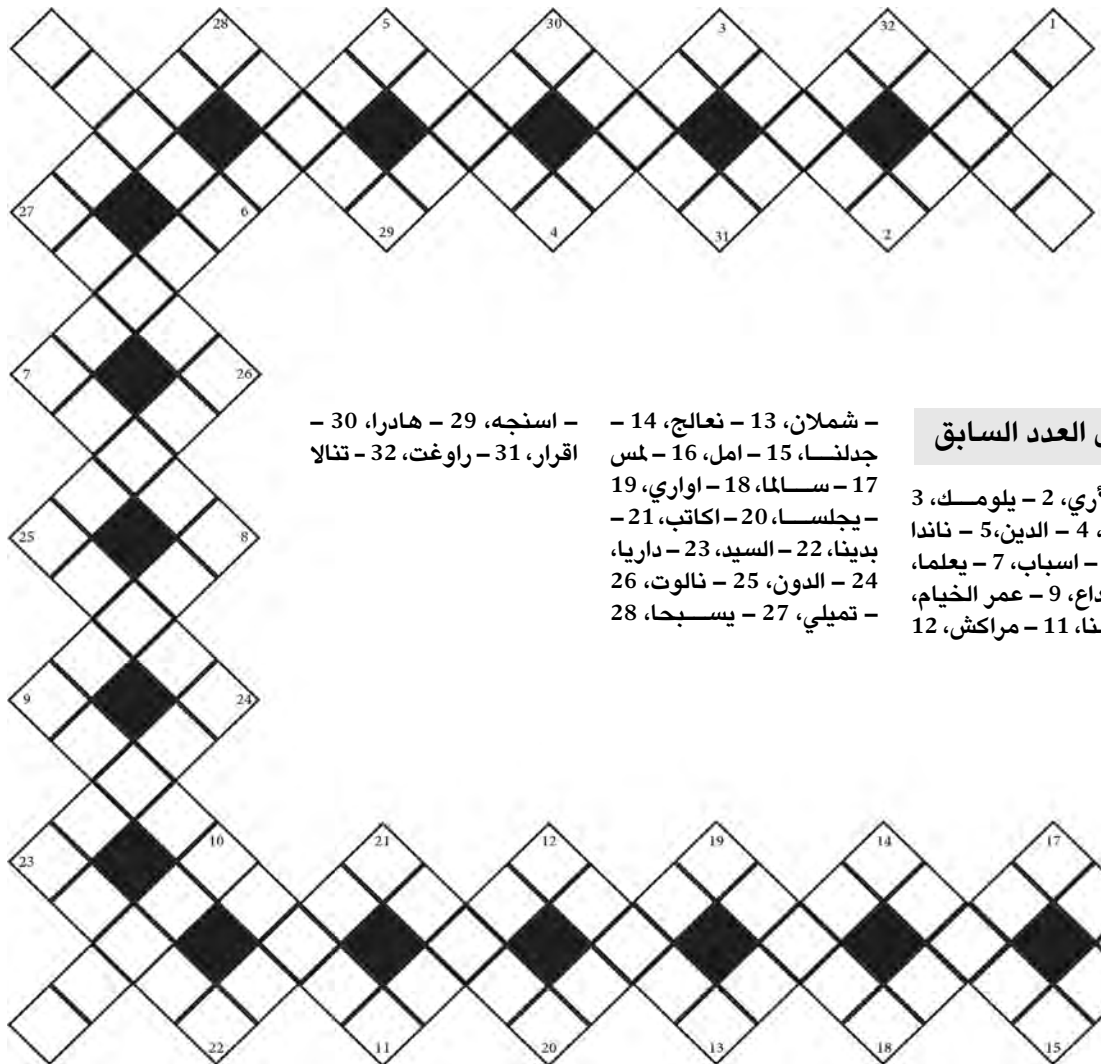 28 5 30 3 32 1
27 6 29 4 31 2
7 26
العدد السابق
2 – يلومك، 3
4 – الدين،5 – ناندا
– اسباب، 7 – يعلما،
9 – عمر الخيام،
11 – مراكش، 12
– شملان، 13 – نعالج، 14 –
جدلنا، 15 – امل، 16 – لمس
17 – سالما، 18 – اواري، 19
– يجلسا، 20 – اكاتب، 21 –
بدينا، 22 – السيد، 23 – داريا،
24 – الدون، 25 – نالوت، 26
– تميلي، 27 – يسبحا، 28
– اسنجه، 29 – هادرا، 30 –
اقرار، 31 – راوغت، 32 – تنالا
25 8
9 24
23 10 21 12 19 14 17
22 11 20 13 18 15